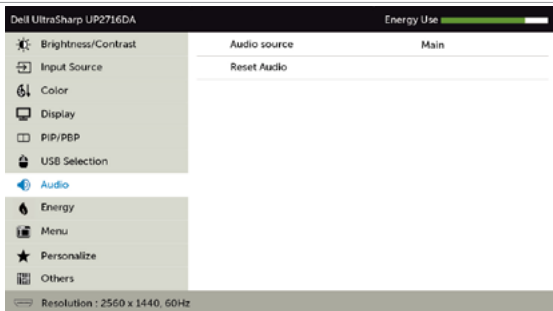 Dell UltraSharp UP2716DA Energy Use
Brightness/Contrast Audio source Main
Input Source Reset Audio
Color
Display
PIP/PBP
USB Selection
Audio
Energy
Menu
Personalize
Others
Resolution : 2560 x 1440, 60Hz